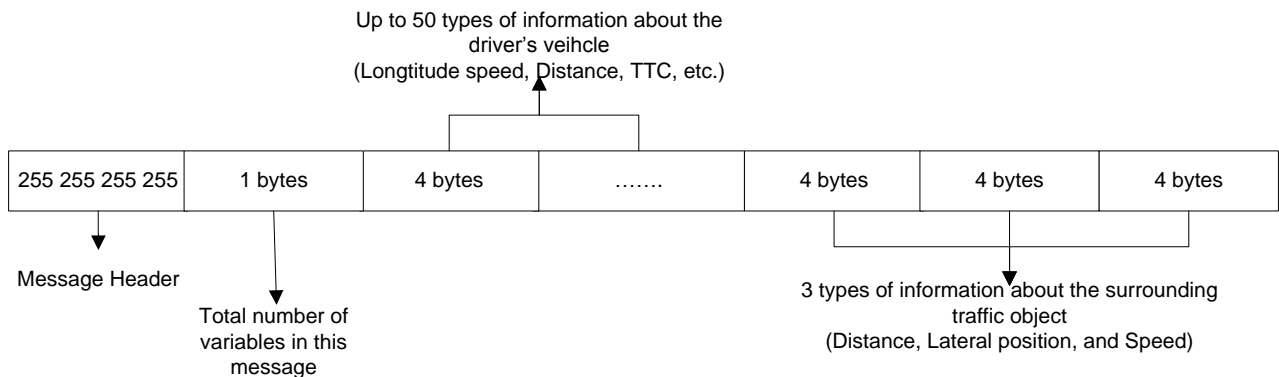 Up to 50 types of information about the
driver's veihcle
(Longtitude speed, Distance, TTC, etc.)
255 255 255 255
1 bytes
4 bytes
…….
4 bytes
4 bytes
4 bytes
Message Header
Total number of
variables in this
message
3 types of information about the surrounding
traffic object
(Distance, Lateral position, and Speed)